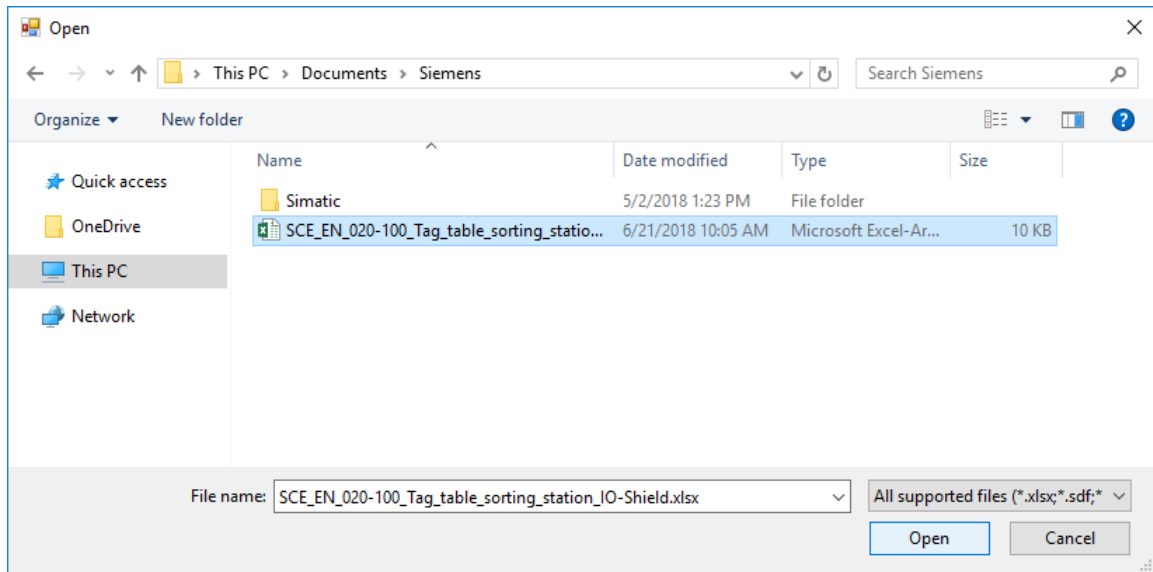 Open
This PC > Documents > Siemens
Search Siemens
Organize
New folder
Name Date modified Type Size
Quick access
OneDrive
This PC
Network
Simatic 5/2/2018 1:23 PM File folder
SCE_EN_020-100_Tag_table_sorting_statio... 6/21/2018 10:05 AM Microsoft Excel-Ar... 10 KB
File name: SCE_EN_020-100_Tag_table_sorting_station_IO-Shield.xlsx All supported files (*.xlsx;*.sdf;*
Open Cancel